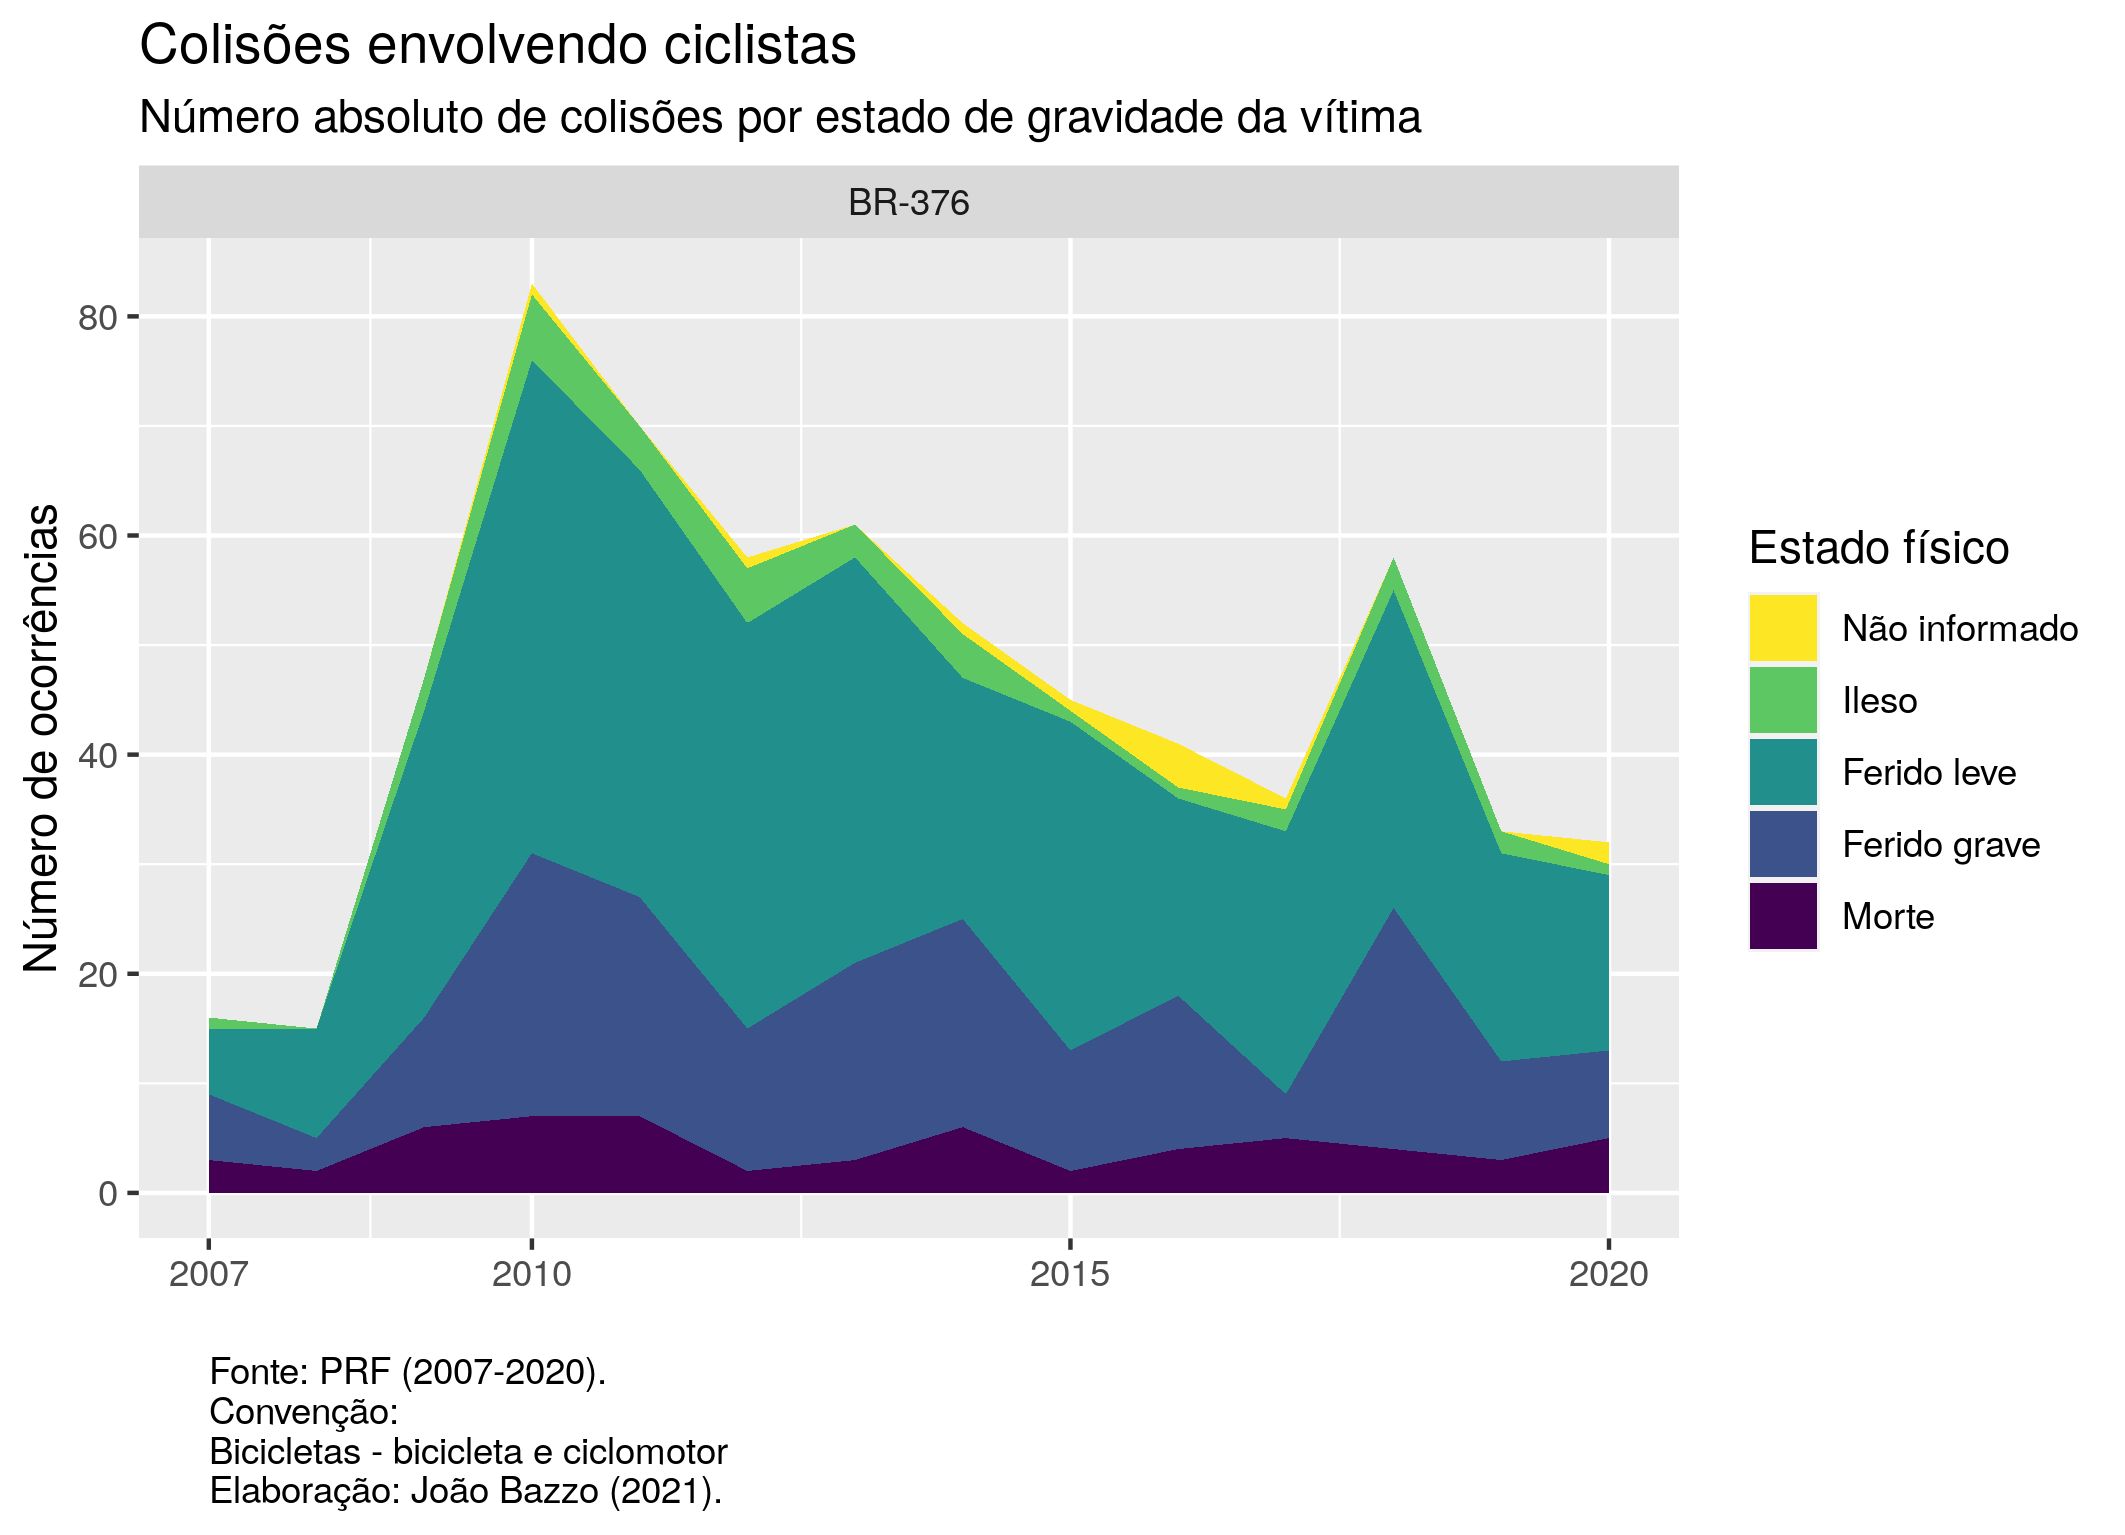 Colisões envolvendo ciclistas
Número absoluto de colisões por estado de gravidade da vítima
BR-376
Número de ocorrências
80
60
40
20
0
2007
2010
2015
2020
Estado físico
Não informado
Ileso
Ferido leve
Ferido grave
Morte
Fonte: PRF (2007-2020).
Convenção:
Bicicletas - bicicleta e ciclomotor
Elaboração: João Bazzo (2021).